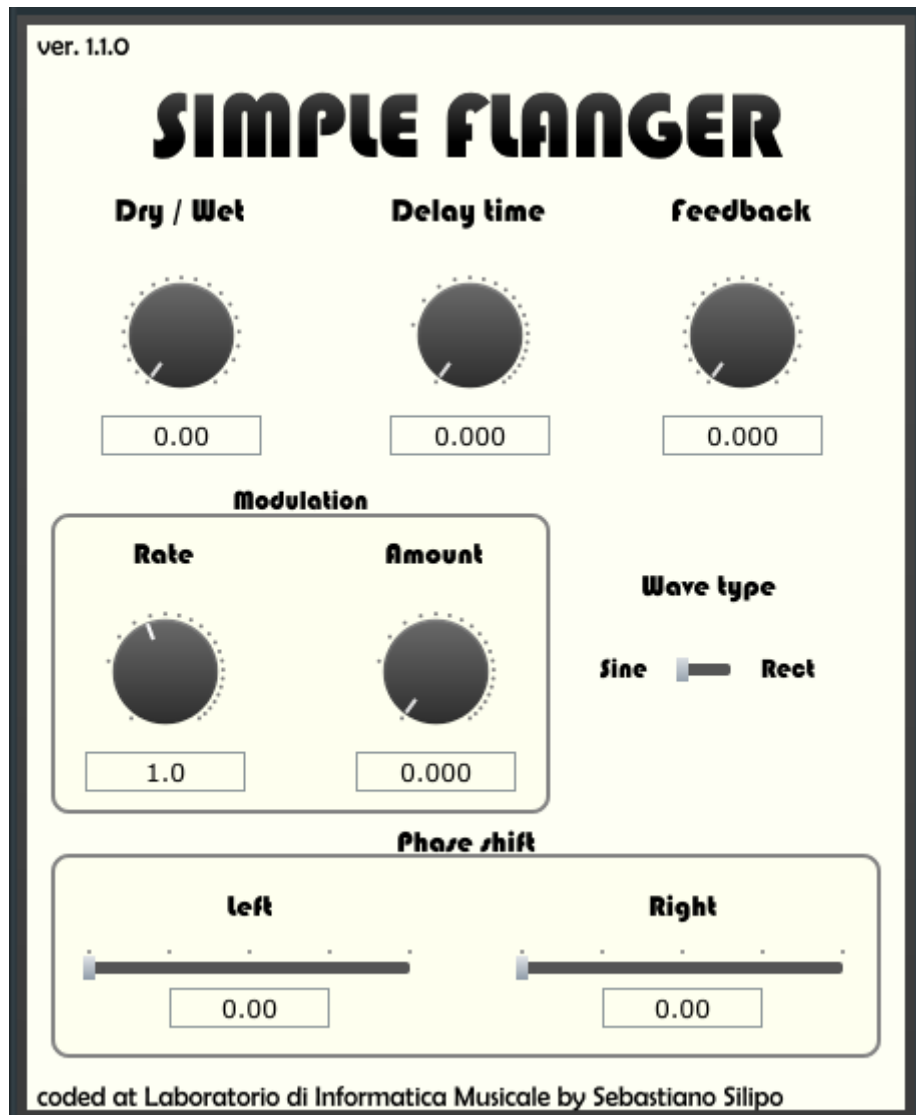 ver. 1.1.0
SIMPLE FLANGER
Dry / Wet Delay time Feedback
0.00 0.000 0.000
Modulation
Rate Amount
Wave type
Sine Rect
1.0 0.000
Phase shift
Left Right
0.00 0.00
coded at Laboratorio di Informatica Musicale by Sebastiano Silipo